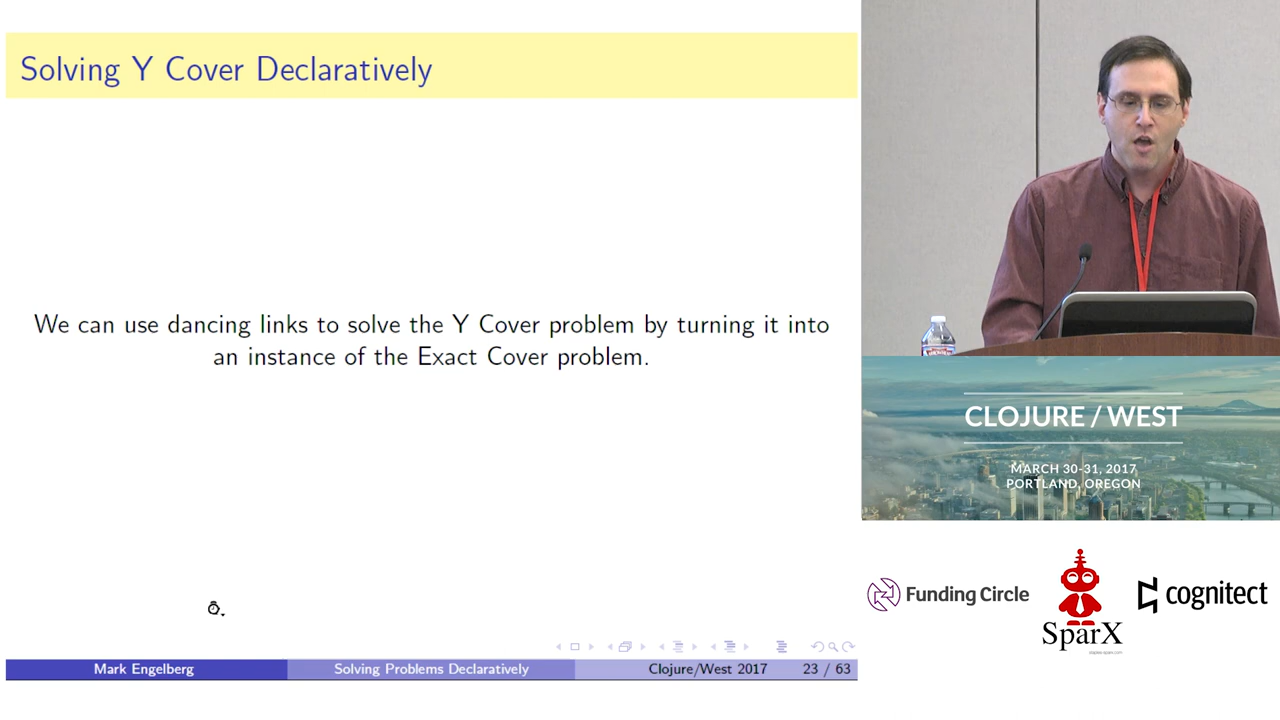 Solving Y Cover Declaratively
We can use dancing links to solve the Y Cover problem by turning it into
an instance of the Exact Cover problem.
Mark Engelberg
Solving Problems Declaratively
Clojure/West 2017
23 / 63
CLOJURE / WEST
MARCH 30-31, 2017
PORTLAND, OREGON
Funding Circle
SparX
cognitect